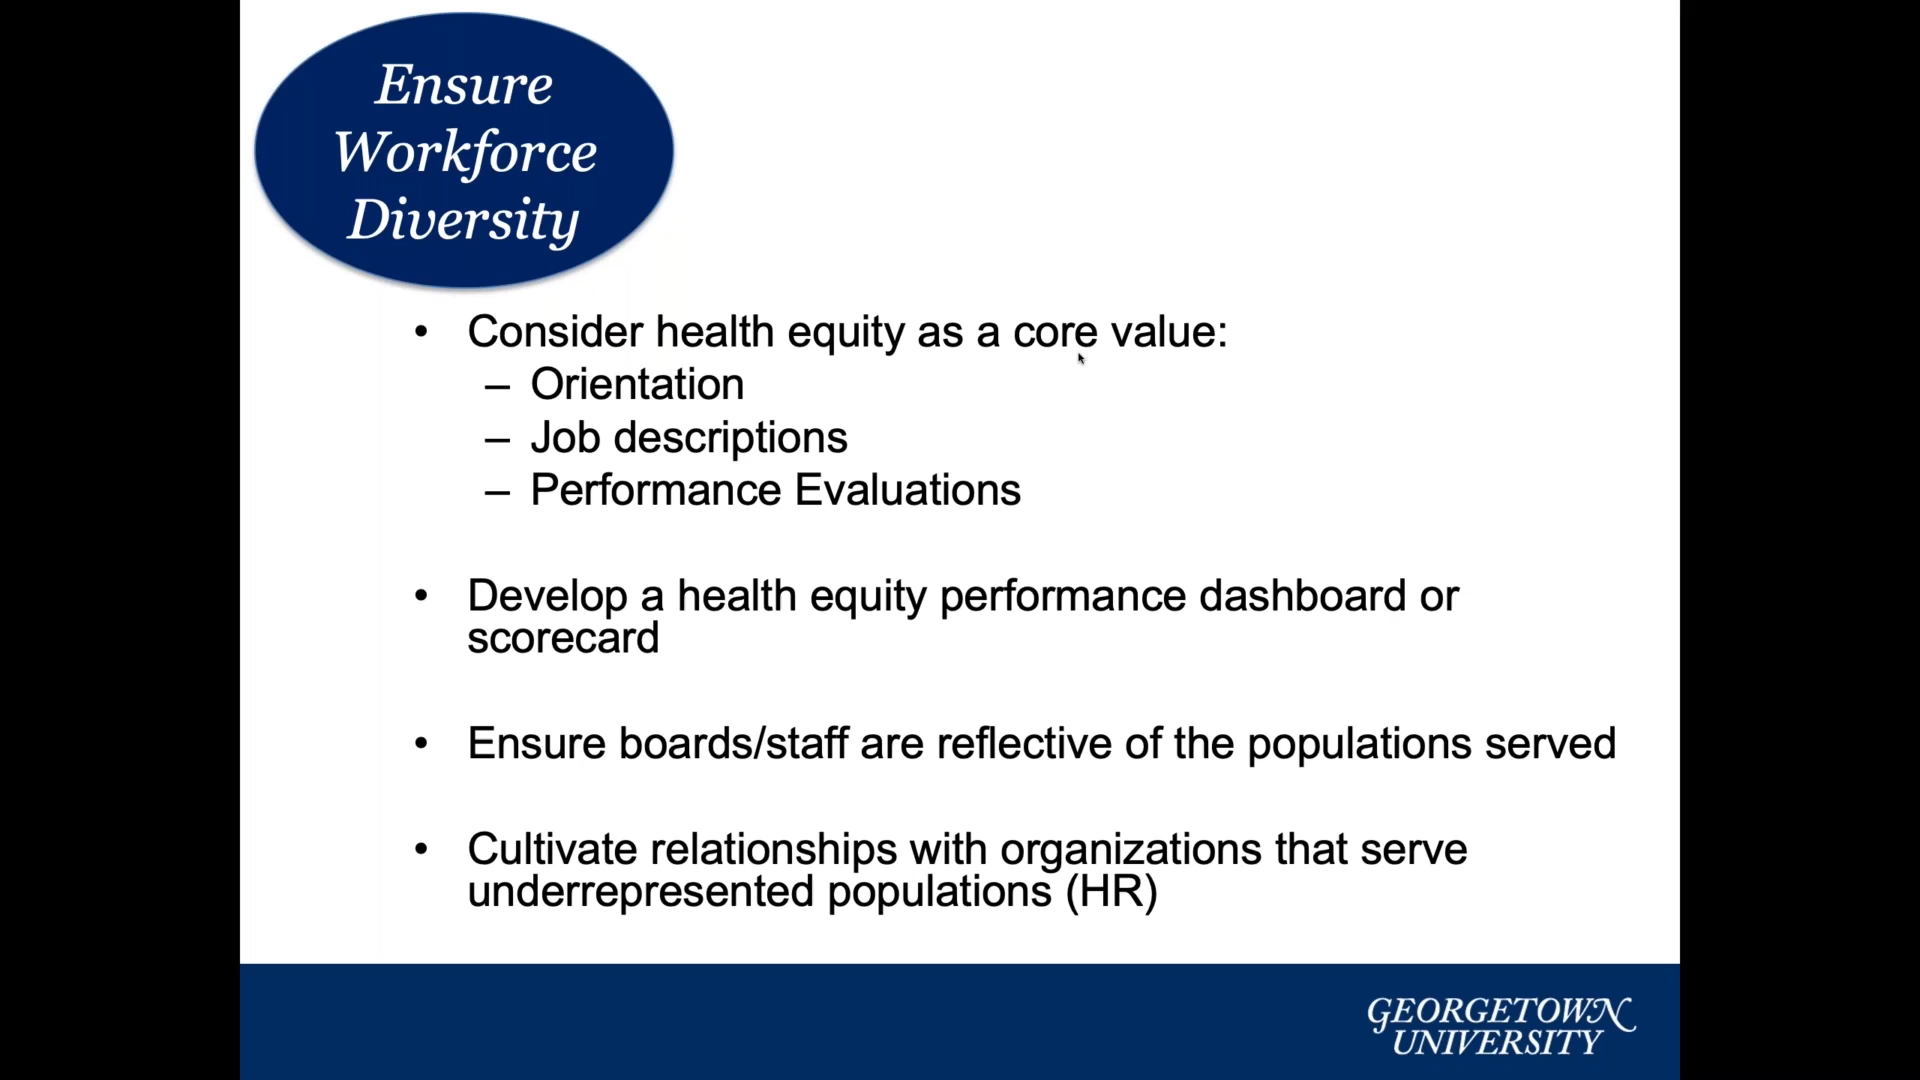 Ensure
Workforce
Diversity
• Consider health equity as a core value:
– Orientation
– Job descriptions
– Performance Evaluations
• Develop a health equity performance dashboard or
scorecard
• Ensure boards/staff are reflective of the populations served
• Cultivate relationships with organizations that serve
underrepresented populations (HR)
GEORGETOWN
UNIVERSITY